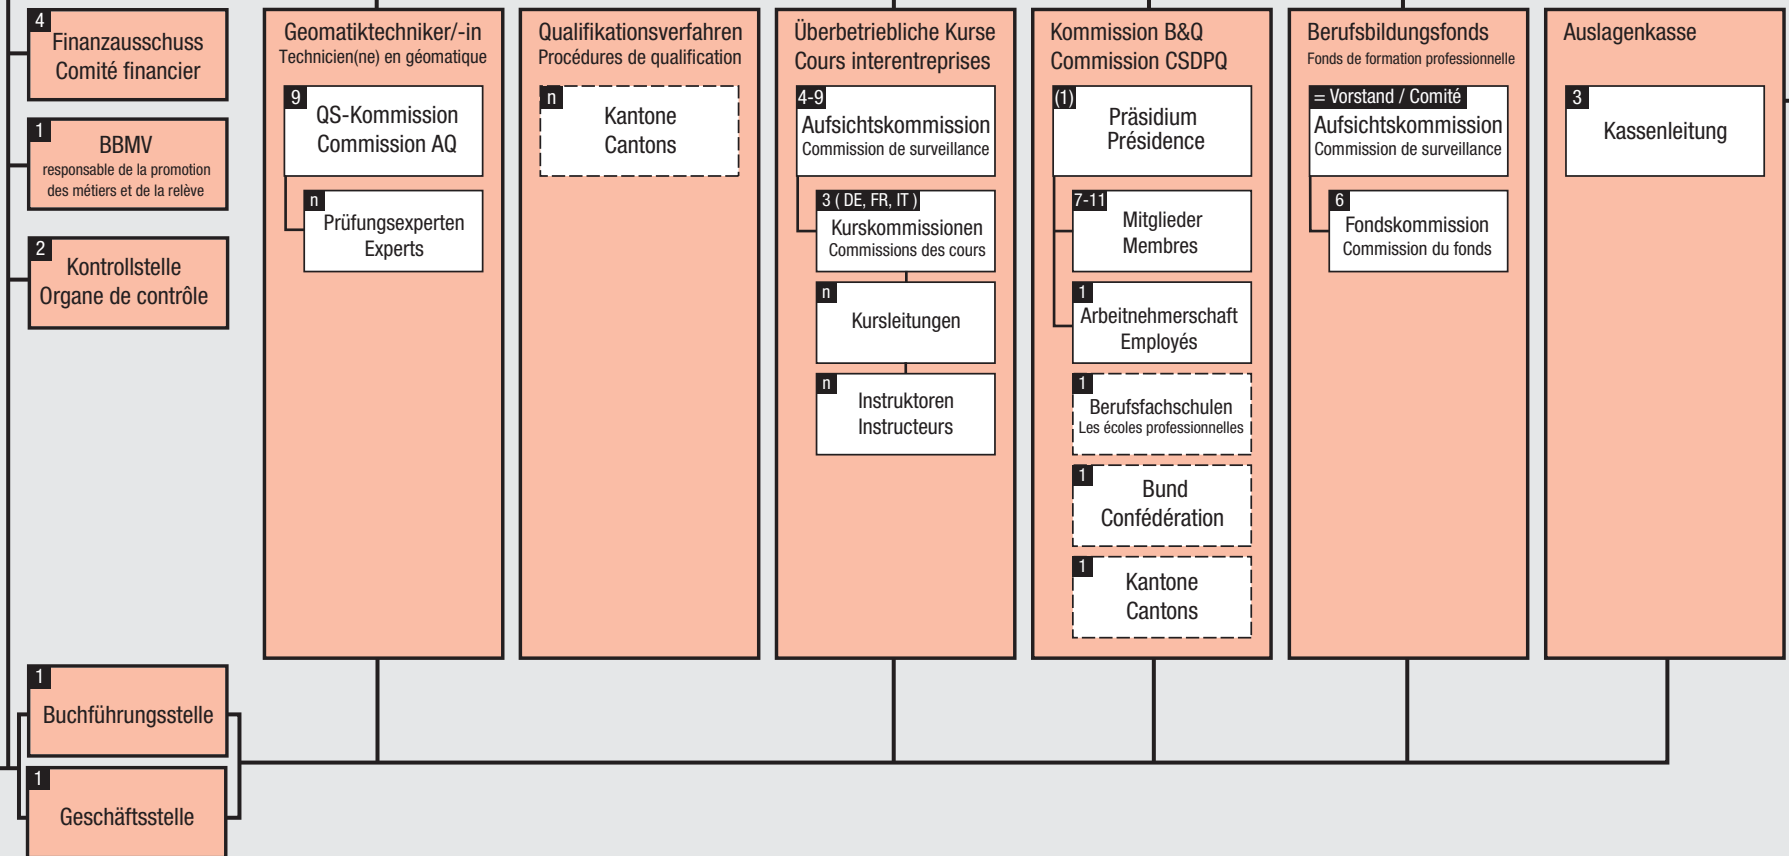 4
Finanzausschuss
Comité financier
1
BBMV
responsable de la promotion
des métiers et de la relève
2
Kontrollstelle
Organe de contrôle
1
Buchführungsstelle
1
Geschäftsstelle
Geomatiktechniker/-in
Technicien(ne) en géomatique
9
QS-Kommission
Commission AQ
n
Prüfungsexperten
Experts
Qualifikationsverfahren
Procédures de qualification
n
Kantone
Cantons
Überbetriebliche Kurse
Cours interentreprises
4-9
Aufsichtskommission
Commission de surveillance
3 ( DE, FR, IT )
Kurskommissionen
Commissions des cours
n
Kursleitungen
n
Instruktoren
Instructeurs
Kommission B&Q
Commission CSDPQ
(1)
Präsidium
Présidence
7-11
Mitglieder
Membres
1
Arbeitnehmerschaft
Employés
1
Berufsfachschulen
Les écoles professionnelles
1
Bund
Confédération
1
Kantone
Cantons
Berufsbildungsfonds
Fonds de formation professionnelle
= Vorstand / Comité
Aufsichtskommission
Commission de surveillance
6
Fondskommission
Commission du fonds
Auslagenkasse
3
Kassenleitung